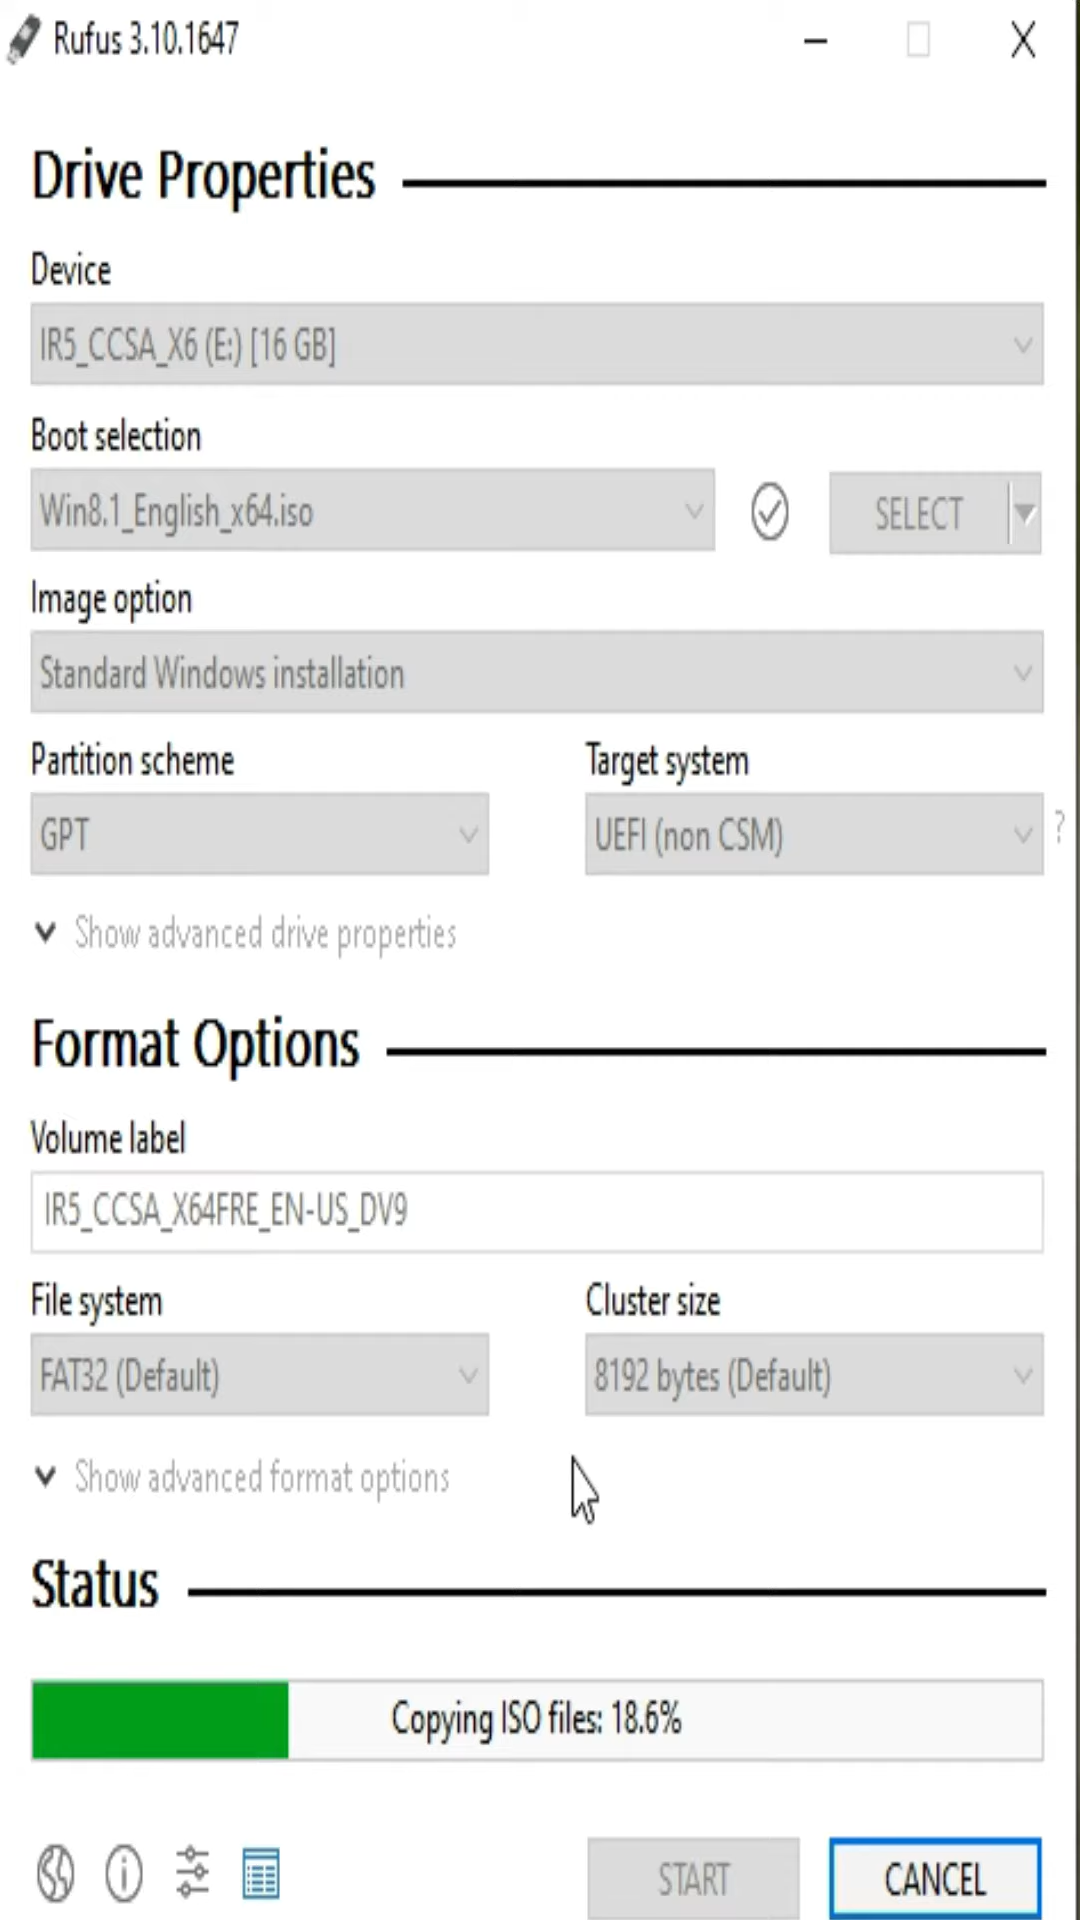 Rufus 3.10.1647
Drive Properties
Device
IR5_CCSA_X6 (E:) [16 GB]
Boot selection
Win8.1_English_x64.iso
SELECT
Image option
Standard Windows installation
Partition scheme
Target system
GPT
UEFI (non CSM)
?
Show advanced drive properties
Format Options
Volume label
IR5_CCSA_X64FRE_EN-US_DV9
File system
Cluster size
FAT32 (Default)
8192 bytes (Default)
Show advanced format options
Status
Copying ISO files: 18.6%
START
CANCEL